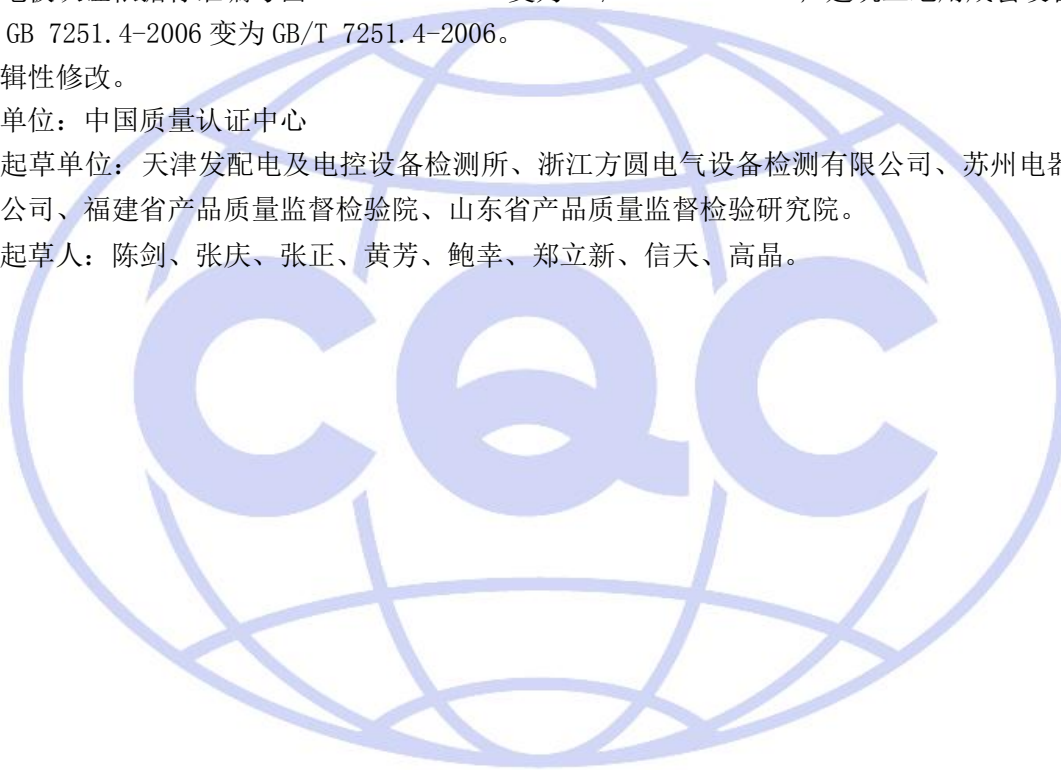 GB 7251.4-2006 变为 GB/T 7251.4-2006。
辑性修改。
单位：中国质量认证中心
起草单位：天津发配电及电控设备检测所、浙江方圆电气设备检测有限公司、苏州电器
公司、福建省产品质量监督检验院、山东省产品质量监督检验研究院。
起草人：陈剑、张庆、张正、黄芳、鲍幸、郑立新、信天、高晶。
CQC